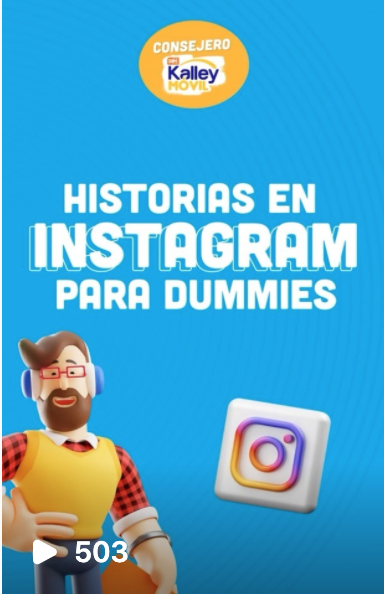 CONSEJERO
Kalley
MÓVIL
HISTORIAS EN
INSTAGRAM
PARA DUMMIES
503